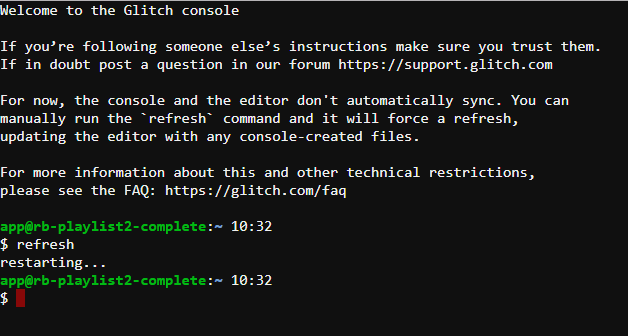 Welcome to the Glitch console
If you’re following someone else’s instructions make sure you trust them.
If in doubt post a question in our forum https://support.glitch.com
For now, the console and the editor don't automatically sync. You can
manually run the `refresh` command and it will force a refresh,
updating the editor with any console-created files.
For more information about this and other technical restrictions,
please see the FAQ: https://glitch.com/faq
app@rb-playlist2-complete:~ 10:32
$ refresh
restarting...
app@rb-playlist2-complete:~ 10:32
$